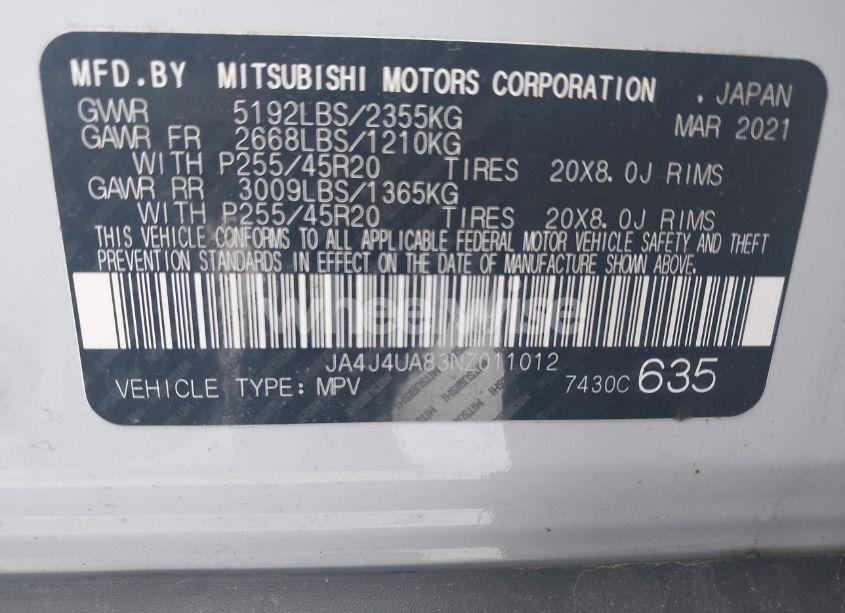 MFD.BY MITSUBISHI MOTORS CORPORATION . JAPAN
GVWR 5192LBS/2355KG MAR 2021
GAWR FR 2668LBS/1210KG
WITH P255/45R20 TIRES 20X8.0J RIMS
GAWR RR 3009LBS/1365KG
WITH P255/45R20 TIRES 20X8.0J RIMS
THIS VEHICLE CONFORMS TO ALL APPLICABLE FEDERAL MOTOR VEHICLE SAFETY AND THEFT
PREVENTION STANDARDS IN EFFECT ON THE DATE OF MANUFACTURE SHOWN ABOVE.
wheelwise
JA4J4UA83NZ011012
VEHICLE TYPE: MPV 7430C 635